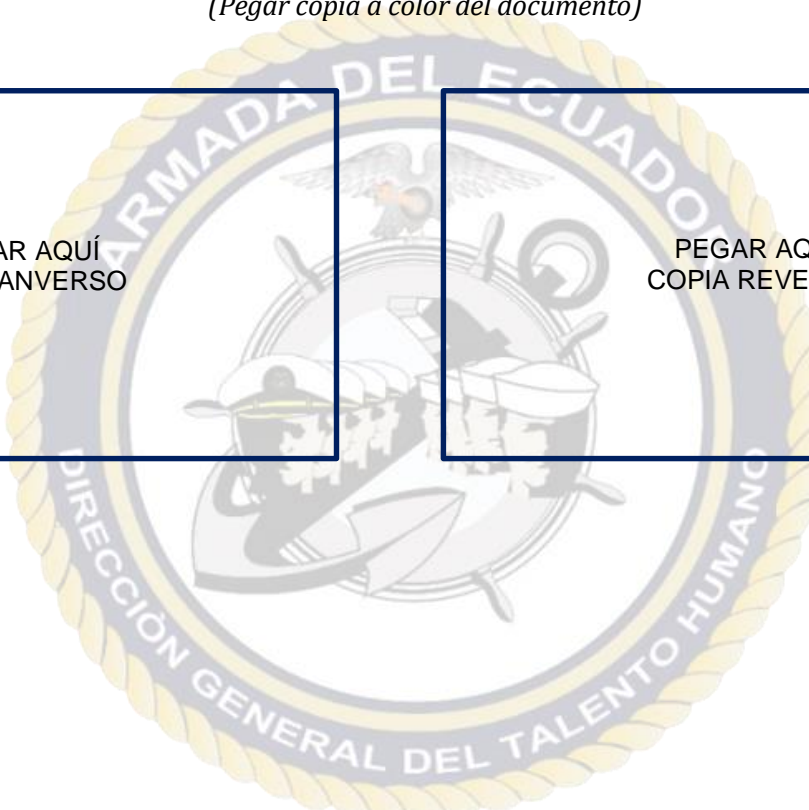 (Pegar copia a color del documento)
ARMADA DEL ECUADOR
AR AQUÍ
ANVERSO
PEGAR AQ
COPIA REVE
DIRECCIÓN GENERAL DEL TALENTO HUMANO